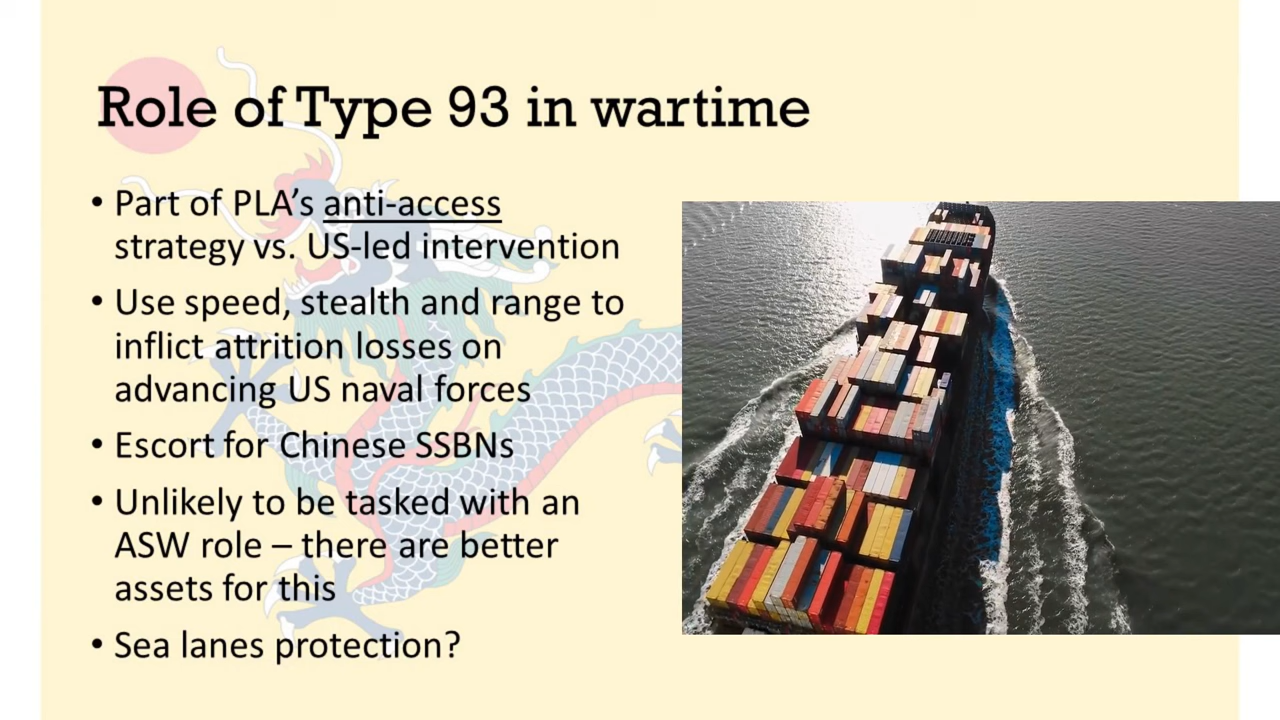 Role of Type 93 in wartime
• Part of PLA's anti-access
strategy vs. US-led intervention
• Use speed, stealth and range to
inflict attrition losses on
advancing US naval forces
• Escort for Chinese SSBNs
• Unlikely to be tasked with an
ASW role – there are better
assets for this
• Sea lanes protection?